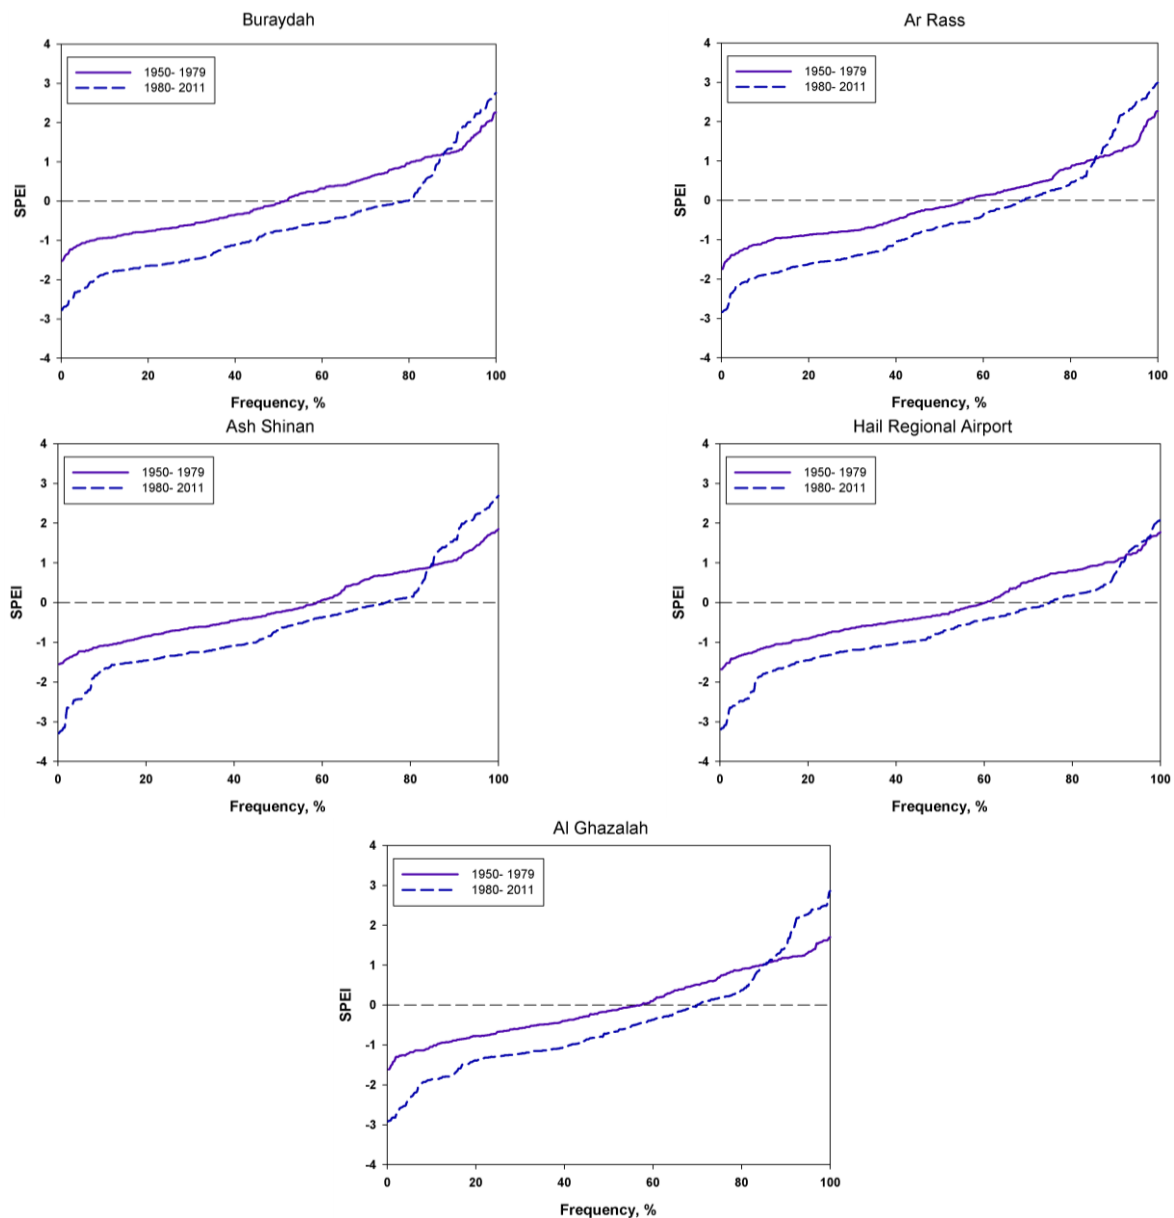 Buraydah
4
3
2
1
0
-1
-2
-3
-4
SPEI
1950- 1979
1980- 2011
0 20 40 60 80 100
Frequency, %
Ar Rass
4
3
2
1
0
-1
-2
-3
-4
SPEI
1950- 1979
1980- 2011
0 20 40 60 80 100
Frequency, %
Ash Shinan
4
3
2
1
0
-1
-2
-3
-4
SPEI
1950- 1979
1980- 2011
0 20 40 60 80 100
Frequency, %
Hail Regional Airport
4
3
2
1
0
-1
-2
-3
-4
SPEI
1950- 1979
1980- 2011
0 20 40 60 80 100
Frequency, %
Al Ghazalah
4
3
2
1
0
-1
-2
-3
-4
SPEI
1950- 1979
1980- 2011
0 20 40 60 80 100
Frequency, %